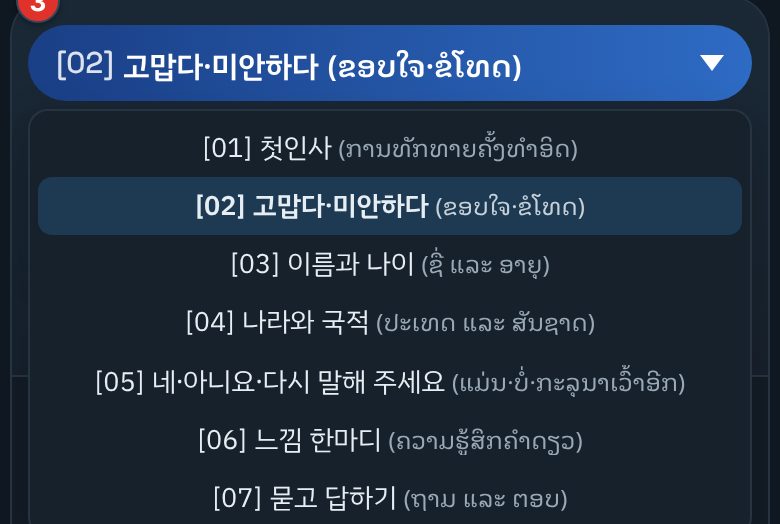 3
[02] 고맙다·미안하다 (ຂອບໃຈ·ຂໍໂທດ)
[01] 첫인사 (ການທັກທາຍຄັ້ງທຳອິດ)
[02] 고맙다·미안하다 (ຂອບໃຈ·ຂໍໂທດ)
[03] 이름과 나이 (ຊື່ ແລະ ອາຍຸ)
[04] 나라와 국적 (ປະເທດ ແລະ ສັນຊາດ)
[05] 네·아니요·다시 말해 주세요 (ແມ່ນ·ບໍ່·ກະລຸນາເວົ້າອີກ)
[06] 느낌 한마디 (ຄວາມຮູ້ສຶກຄຳດຽວ)
[07] 묻고 답하기 (ຖາມ ແລະ ຕອບ)